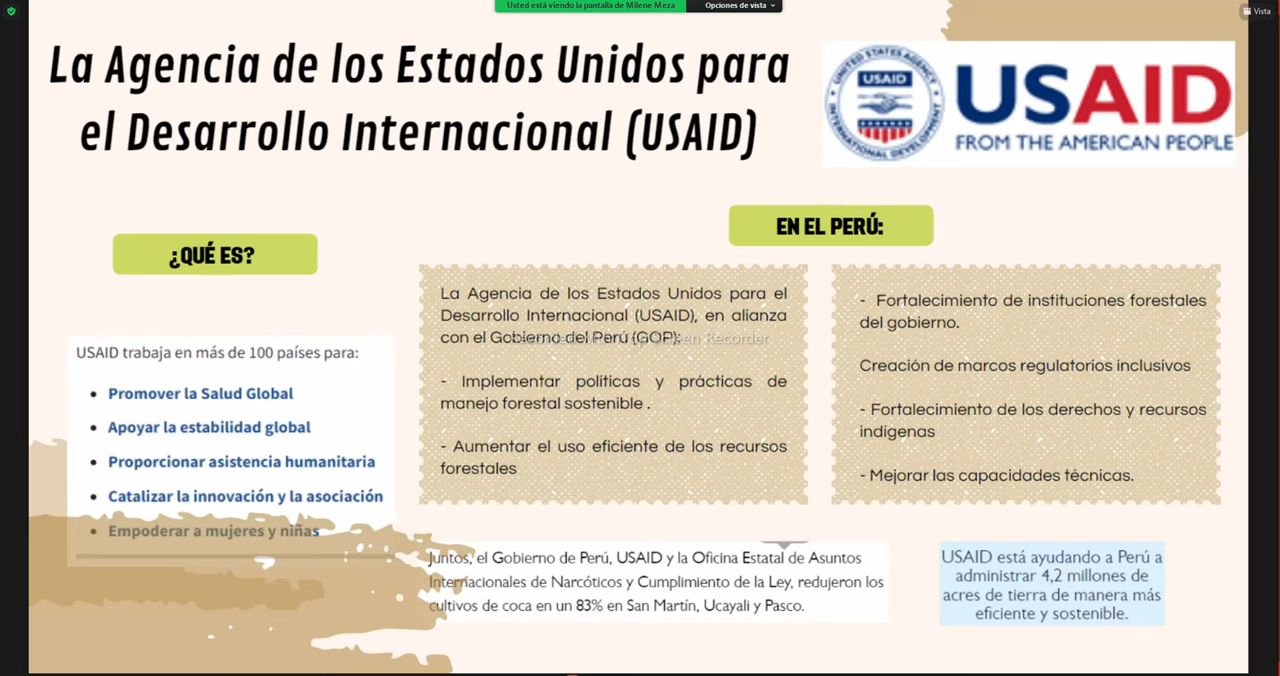 Usted está viendo la pantalla de Milene Meza
Opciones de vista
Vista
La Agencia de los Estados Unidos para
el Desarrollo Internacional (USAID)
UNITED STATES AGENCY
USAID
INTERNATIONAL DEVELOPMENT
USAID
FROM THE AMERICAN PEOPLE
¿QUÉ ES?
USAID trabaja en más de 100 países para:
• Promover la Salud Global
• Apoyar la estabilidad global
• Proporcionar asistencia humanitaria
• Catalizar la innovación y la asociación
• Empoderar a mujeres y niñas
EN EL PERÚ:
La Agencia de los Estados Unidos para el
Desarrollo Internacional (USAID), en alianza
con el Gobierno del Perú (GOP):
- Implementar políticas y prácticas de
manejo forestal sostenible .
- Aumentar el uso eficiente de los recursos
forestales
- Fortalecimiento de instituciones forestales
del gobierno.
Creación de marcos regulatorios inclusivos
- Fortalecimiento de los derechos y recursos
indígenas
- Mejorar las capacidades técnicas.
Juntos, el Gobierno de Perú, USAID y la Oficina Estatal de Asuntos
Internacionales de Narcóticos y Cumplimiento de la Ley, redujeron los
cultivos de coca en un 83% en San Martín, Ucayali y Pasco.
USAID está ayudando a Perú a
administrar 4,2 millones de
acres de tierra de manera más
eficiente y sostenible.
Screen Recorder